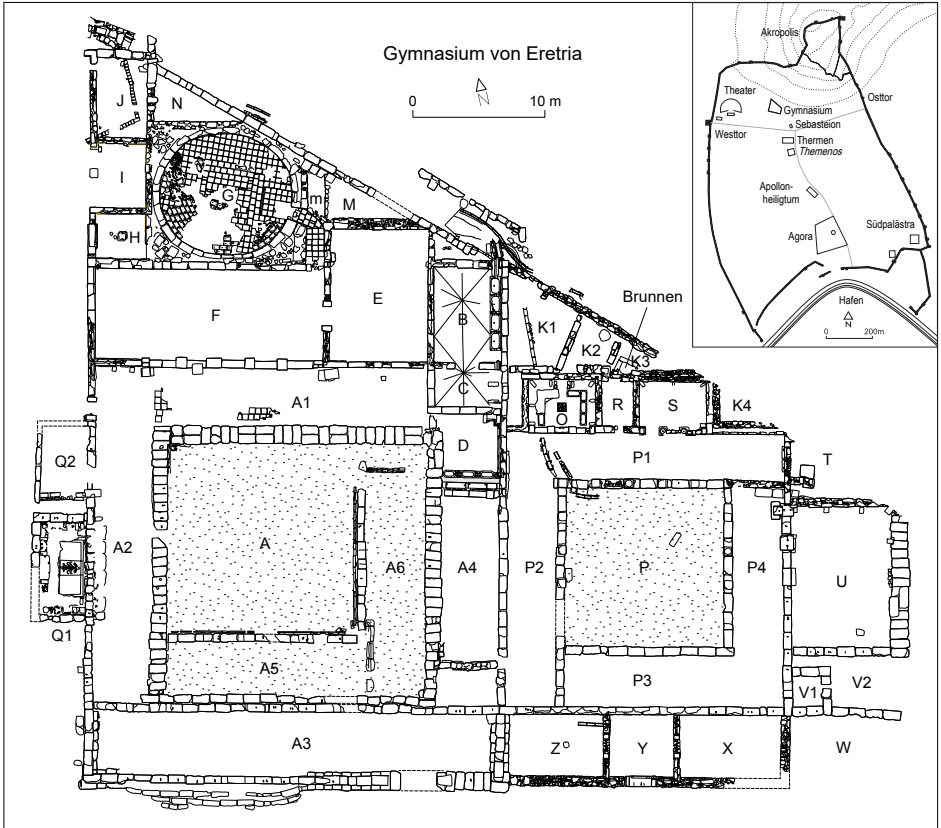 Gymnasium von Eretria
N
0 10 m
J
N
I
G
m
M
H
F
E
B
C
D
A1
K1
K2
K3
Brunnen
O
R
S
K4
P1
T
Q2
A2
A
A6
A4
P2
P
P4
U
Q1
A5
P3
V1
V2
A3
Z
Y
X
W
Akropolis
Theater
Gymnasium
Osttor
Westtor
Sebasteion
Thermen
Themenos
Apollon-
heiligtum
Agora
Südpalästra
Hafen
N
0 200m